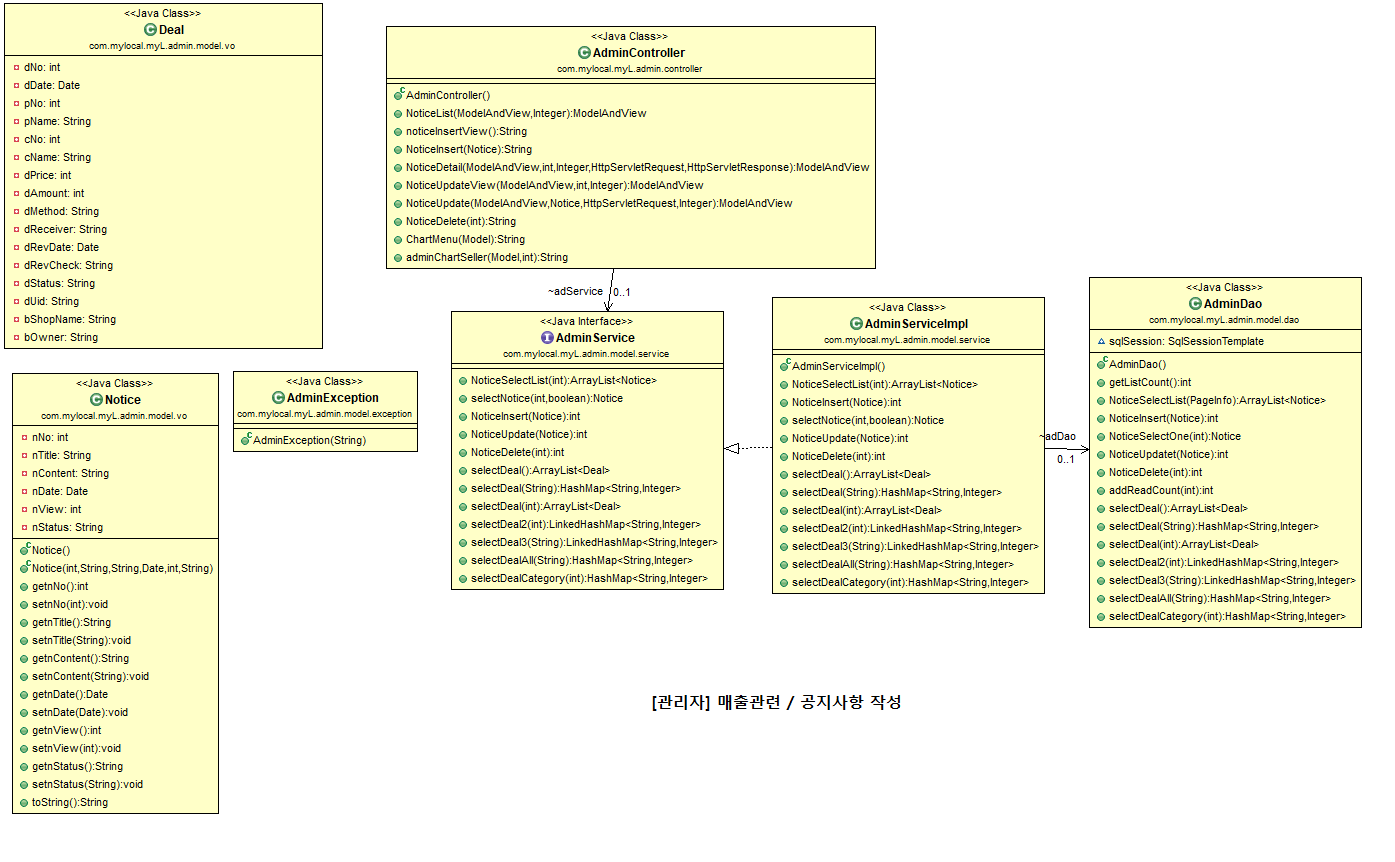 <<Java Class>>
Deal
com.mylocal.myL.admin.model.vo
dNo: int
dDate: Date
pNo: int
pName: String
cNo: int
cName: String
dPrice: int
dAmount: int
dMethod: String
dReceiver: String
dRevDate: Date
dRevCheck: String
dStatus: String
dUid: String
bShopName: String
bOwner: String
<<Java Class>>
AdminController
com.mylocal.myL.admin.controller
AdminController()
NoticeList(ModelAndView,Integer):ModelAndView
noticeInsertView():String
NoticeInsert(Notice):String
NoticeDetail(ModelAndView,int,Integer,HttpServletRequest,HttpServletResponse):ModelAndView
NoticeUpdateView(ModelAndView,int,Integer):ModelAndView
NoticeUpdate(ModelAndView,Notice,HttpServletRequest,Integer):ModelAndView
NoticeDelete(int):String
ChartMenu(Model):String
adminChartSeller(Model,int):String
~adService
0..1
<<Java Class>>
Notice
com.mylocal.myL.admin.model.vo
nNo: int
nTitle: String
nContent: String
nDate: Date
nView: int
nStatus: String
Notice()
Notice(int,String,String,Date,int,String)
getnNo():int
setnNo(int):void
getnTitle():String
setnTitle(String):void
getnContent():String
setnContent(String):void
getnDate():Date
setnDate(Date):void
getnView():int
setnView(int):void
getnStatus():String
setnStatus(String):void
toString():String
<<Java Class>>
AdminException
com.mylocal.myL.admin.model.exception
AdminException(String)
<<Java Interface>>
AdminService
com.mylocal.myL.admin.model.service
NoticeSelectList(int):ArrayList<Notice>
selectNotice(int,boolean):Notice
NoticeInsert(Notice):int
NoticeUpdate(Notice):int
NoticeDelete(int):int
selectDeal():ArrayList<Deal>
selectDeal(String):HashMap<String,Integer>
selectDeal(int):ArrayList<Deal>
selectDeal2(int):LinkedHashMap<String,Integer>
selectDeal3(String):LinkedHashMap<String,Integer>
selectDealAll(String):HashMap<String,Integer>
selectDealCategory(int):HashMap<String,Integer>
<<Java Class>>
AdminServiceImpl
com.mylocal.myL.admin.model.service
AdminServiceImpl()
NoticeSelectList(int):ArrayList<Notice>
NoticeInsert(Notice):int
selectNotice(int,boolean):Notice
NoticeUpdate(Notice):int
NoticeDelete(int):int
selectDeal():ArrayList<Deal>
selectDeal(String):HashMap<String,Integer>
selectDeal(int):ArrayList<Deal>
selectDeal2(int):LinkedHashMap<String,Integer>
selectDeal3(String):LinkedHashMap<String,Integer>
selectDealAll(String):HashMap<String,Integer>
selectDealCategory(int):HashMap<String,Integer>
~adDao
0..1
<<Java Class>>
AdminDao
com.mylocal.myL.admin.model.dao
sqlSession: SqlSessionTemplate
AdminDao()
getListCount():int
NoticeSelectList(PageInfo):ArrayList<Notice>
NoticeInsert(Notice):int
NoticeSelectOne(int):Notice
NoticeUpdatet(Notice):int
NoticeDelete(int):int
addReadCount(int):int
selectDeal():ArrayList<Deal>
selectDeal(String):HashMap<String,Integer>
selectDeal(int):ArrayList<Deal>
selectDeal2(int):LinkedHashMap<String,Integer>
selectDeal3(String):LinkedHashMap<String,Integer>
selectDealAll(String):HashMap<String,Integer>
selectDealCategory(int):HashMap<String,Integer>
[관리자] 매출관련 / 공지사항 작성